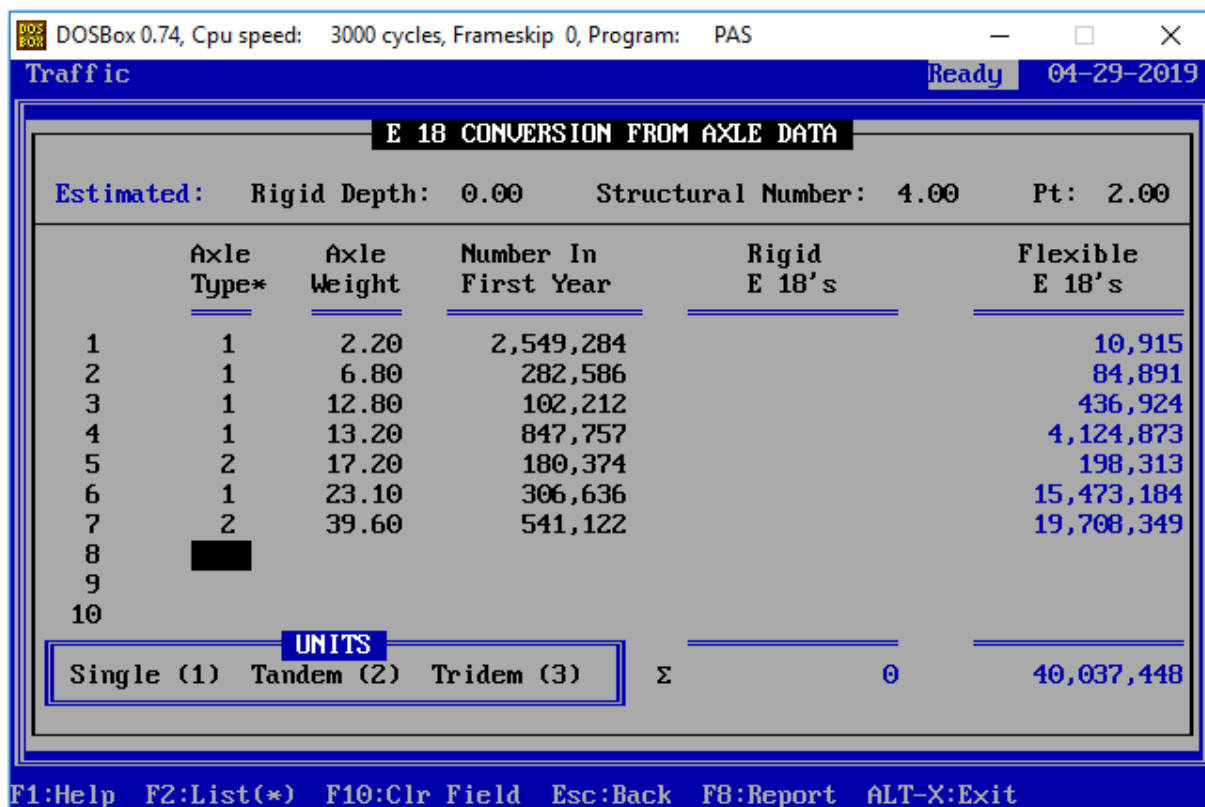 DOSBox 0.74, Cpu speed: 3000 cycles, Frameskip 0, Program: PAS
Traffic Ready 04-29-2019
E 18 CONVERSION FROM AXLE DATA
Estimated: Rigid Depth: 0.00 Structural Number: 4.00 Pt: 2.00
Axle Axle Number In Rigid Flexible
Type* Weight First Year E 18's E 18's
1 1 2.20 2,549,284 10,915
2 1 6.80 282,586 84,891
3 1 12.80 102,212 436,924
4 1 13.20 847,757 4,124,873
5 2 17.20 180,374 198,313
6 1 23.10 306,636 15,473,184
7 2 39.60 541,122 19,708,349
8
9
10
UNITS
Single (1) Tandem (2) Tridem (3) Σ 0 40,037,448
F1:Help F2:List(*) F10:Clr Field Esc:Back F8:Report ALT-X:Exit